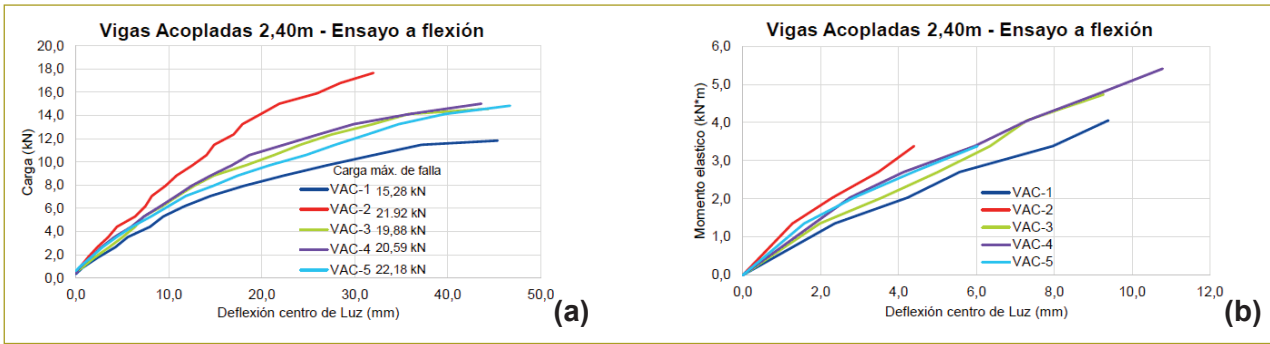 Vigas Acopladas 2,40m - Ensayo a flexión
Carga (kN)
20,0
18,0
16,0
14,0
12,0
10,0
8,0
6,0
4,0
2,0
0,0
Carga máx. de falla
VAC-1 15,28 kN
VAC-2 21.92 kN
VAC-3 19,88 kN
VAC-4 20,59 kN
VAC-5 22,18 kN
0,0 10,0 20,0 30,0 40,0 50,0
Deflexión centro de Luz (mm)
(a)
Vigas Acopladas 2,40m - Ensayo a flexión
Momento elastico (kN*m)
6,0
5,0
4,0
3,0
2,0
1,0
0,0
VAC-1
VAC-2
VAC-3
VAC-4
VAC-5
0,0 2,0 4,0 6,0 8,0 10,0 12,0
Deflexión centro de Luz (mm)
(b)